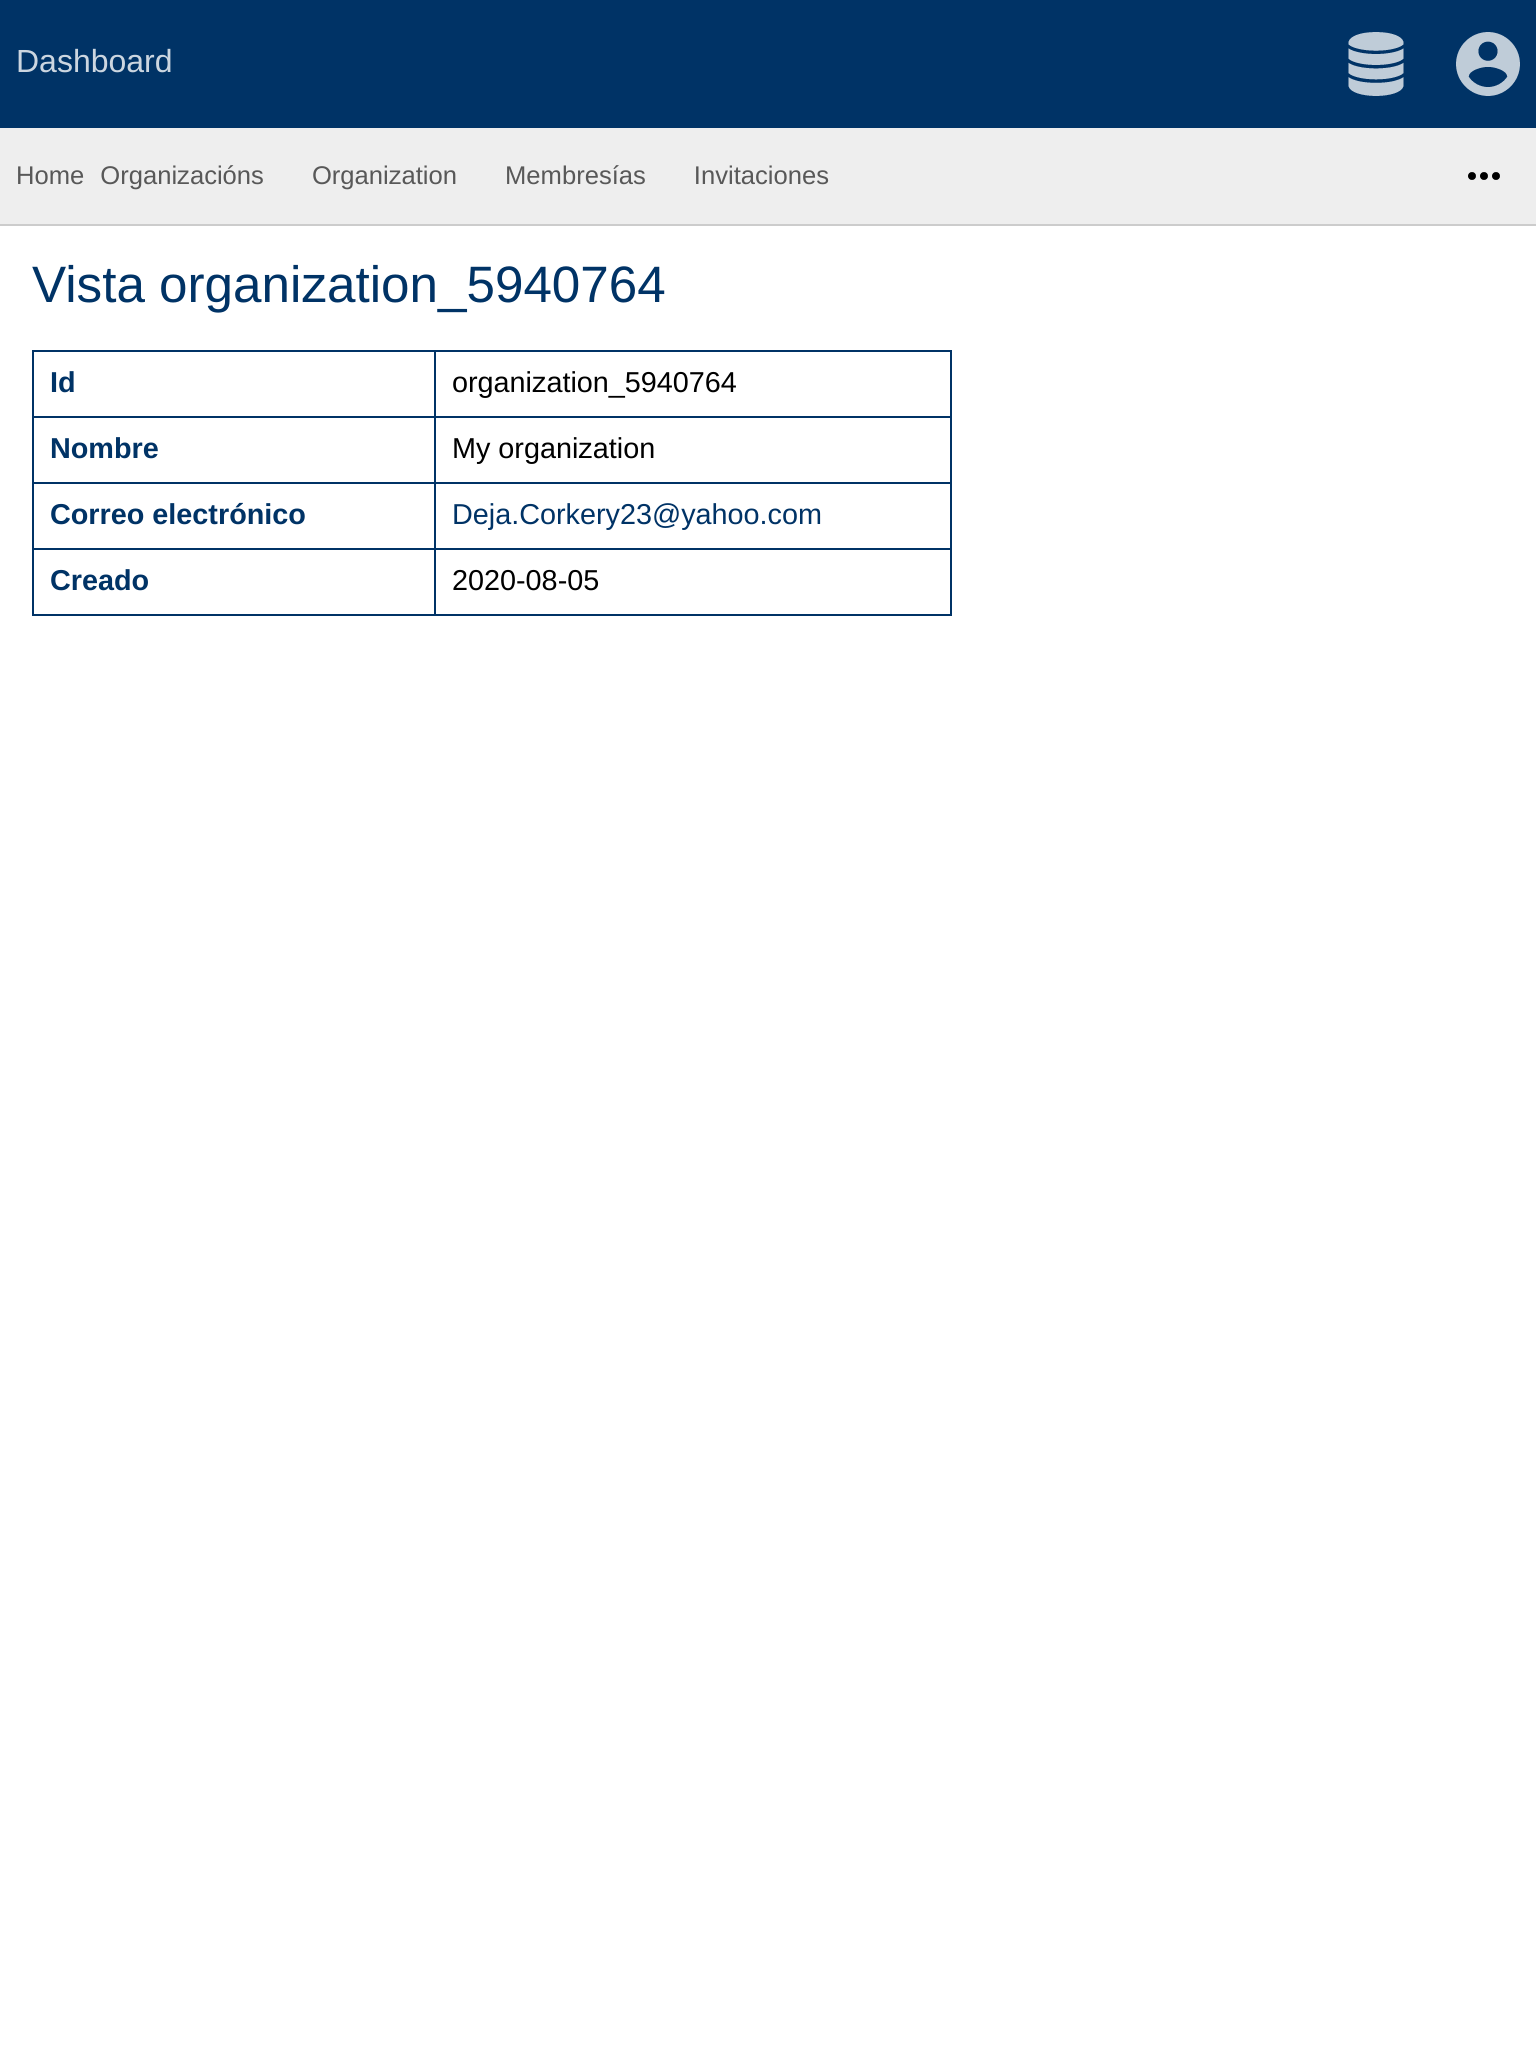 Dashboard
Home Organizacións Organization Membresías Invitaciones
Vista organization_5940764
Id organization_5940764
Nombre My organization
Correo electrónico Deja.Corkery23@yahoo.com
Creado 2020-08-05